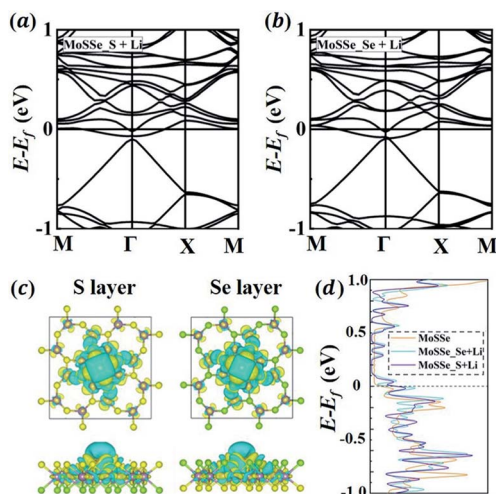 (a)
MoSSe_S + Li
1
0
-1
E-Ef (eV)
M Γ X M
(b)
MoSSe_Se + Li
1
0
-1
E-Ef (eV)
M Γ X M
(c) S layer Se layer
(d)
1.0
0.5
0
-0.5
-1.0
E-Ef (eV)
MoSSe
MoSSe_Se+Li
MoSSe_S+Li